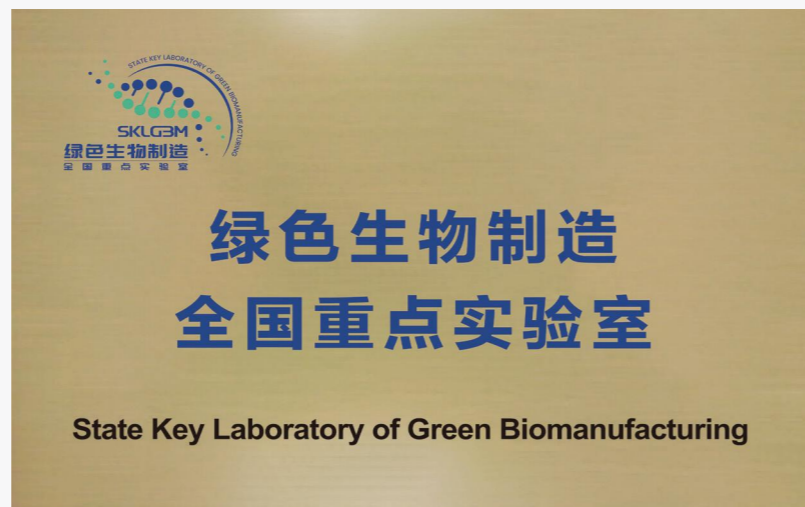 STATE KEY LABORATORY OF GREEN BIOMANUFACTURING
SKLGBM
绿色生物制造
全国重点实验室
绿色生物制造
全国重点实验室
State Key Laboratory of Green Biomanufacturing